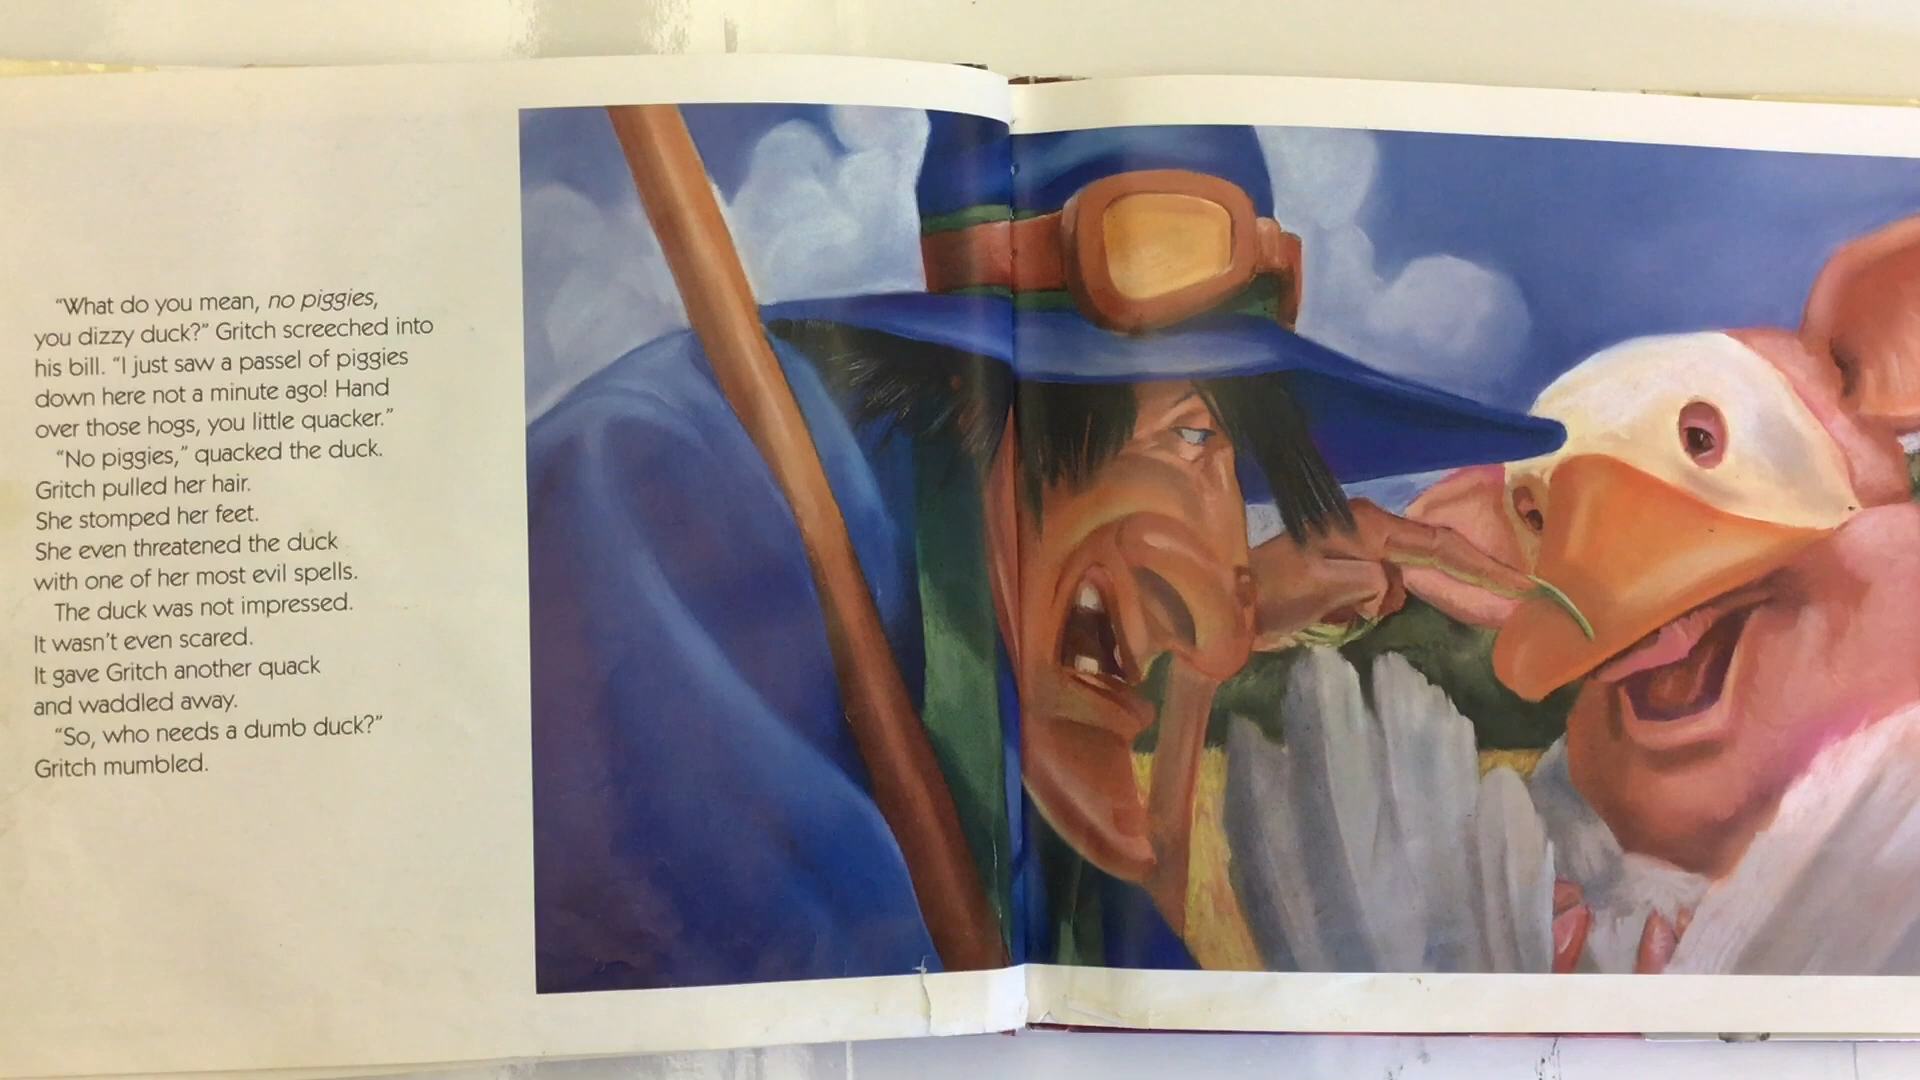 “What do you mean, no piggies,
you dizzy duck?” Gritch screeched into
his bill. “I just saw a passel of piggies
down here not a minute ago! Hand
over those hogs, you little quacker.”
“No piggies,” quacked the duck.
Gritch pulled her hair.
She stomped her feet.
She even threatened the duck
with one of her most evil spells.
The duck was not impressed.
It wasn’t even scared.
It gave Gritch another quack
and waddled away.
“So, who needs a dumb duck?”
Gritch mumbled.